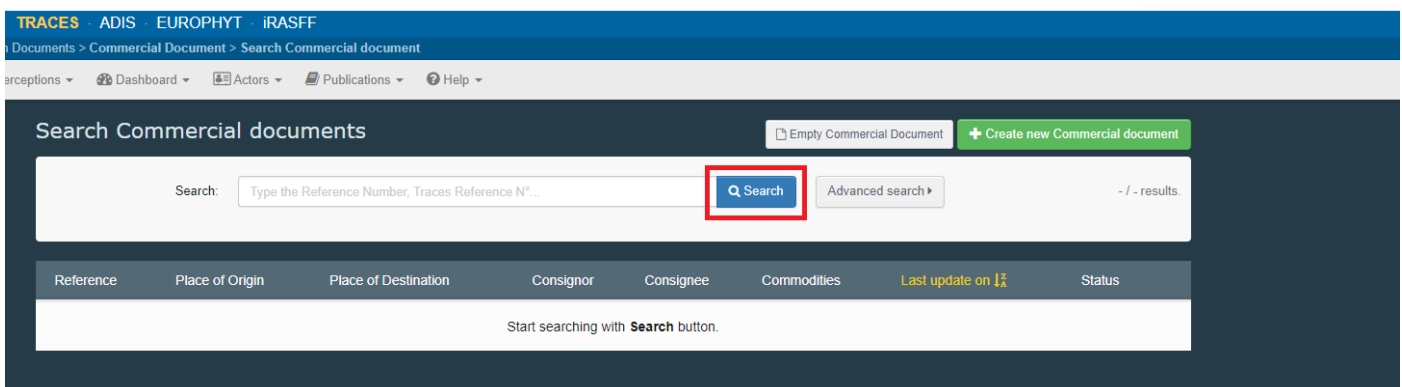 TRACES · ADIS · EUROPHYT · iRASFF
Documents > Commercial Document > Search Commercial document
Dashboard Actors Publications Help
Search Commercial documents
Empty Commercial Document
Create new Commercial document
Search: Type the Reference Number, Traces Reference N°... Search Advanced search - / - results.
Reference Place of Origin Place of Destination Consignor Consignee Commodities Last update on Status
Start searching with Search button.